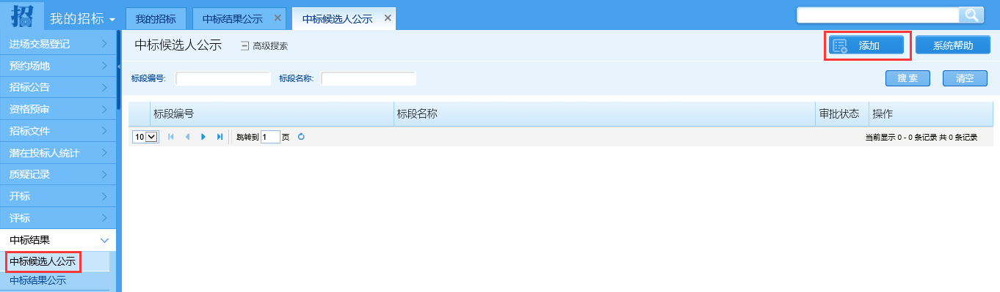 招 我的招标 我的招标 中标结果公示 中标候选人公示
进场交易登记
预约场地
招标公告
资格预审
招标文件
潜在投标人统计
质疑记录
开标
评标
中标结果
中标候选人公示
中标结果公示
中标候选人公示 高级搜索 添加 系统帮助
标段编号: 标段名称: 搜索 清空
标段编号 标段名称 审批状态 操作
10 跳转到 1 页 当前显示 0 - 0 条记录 共 0 条记录